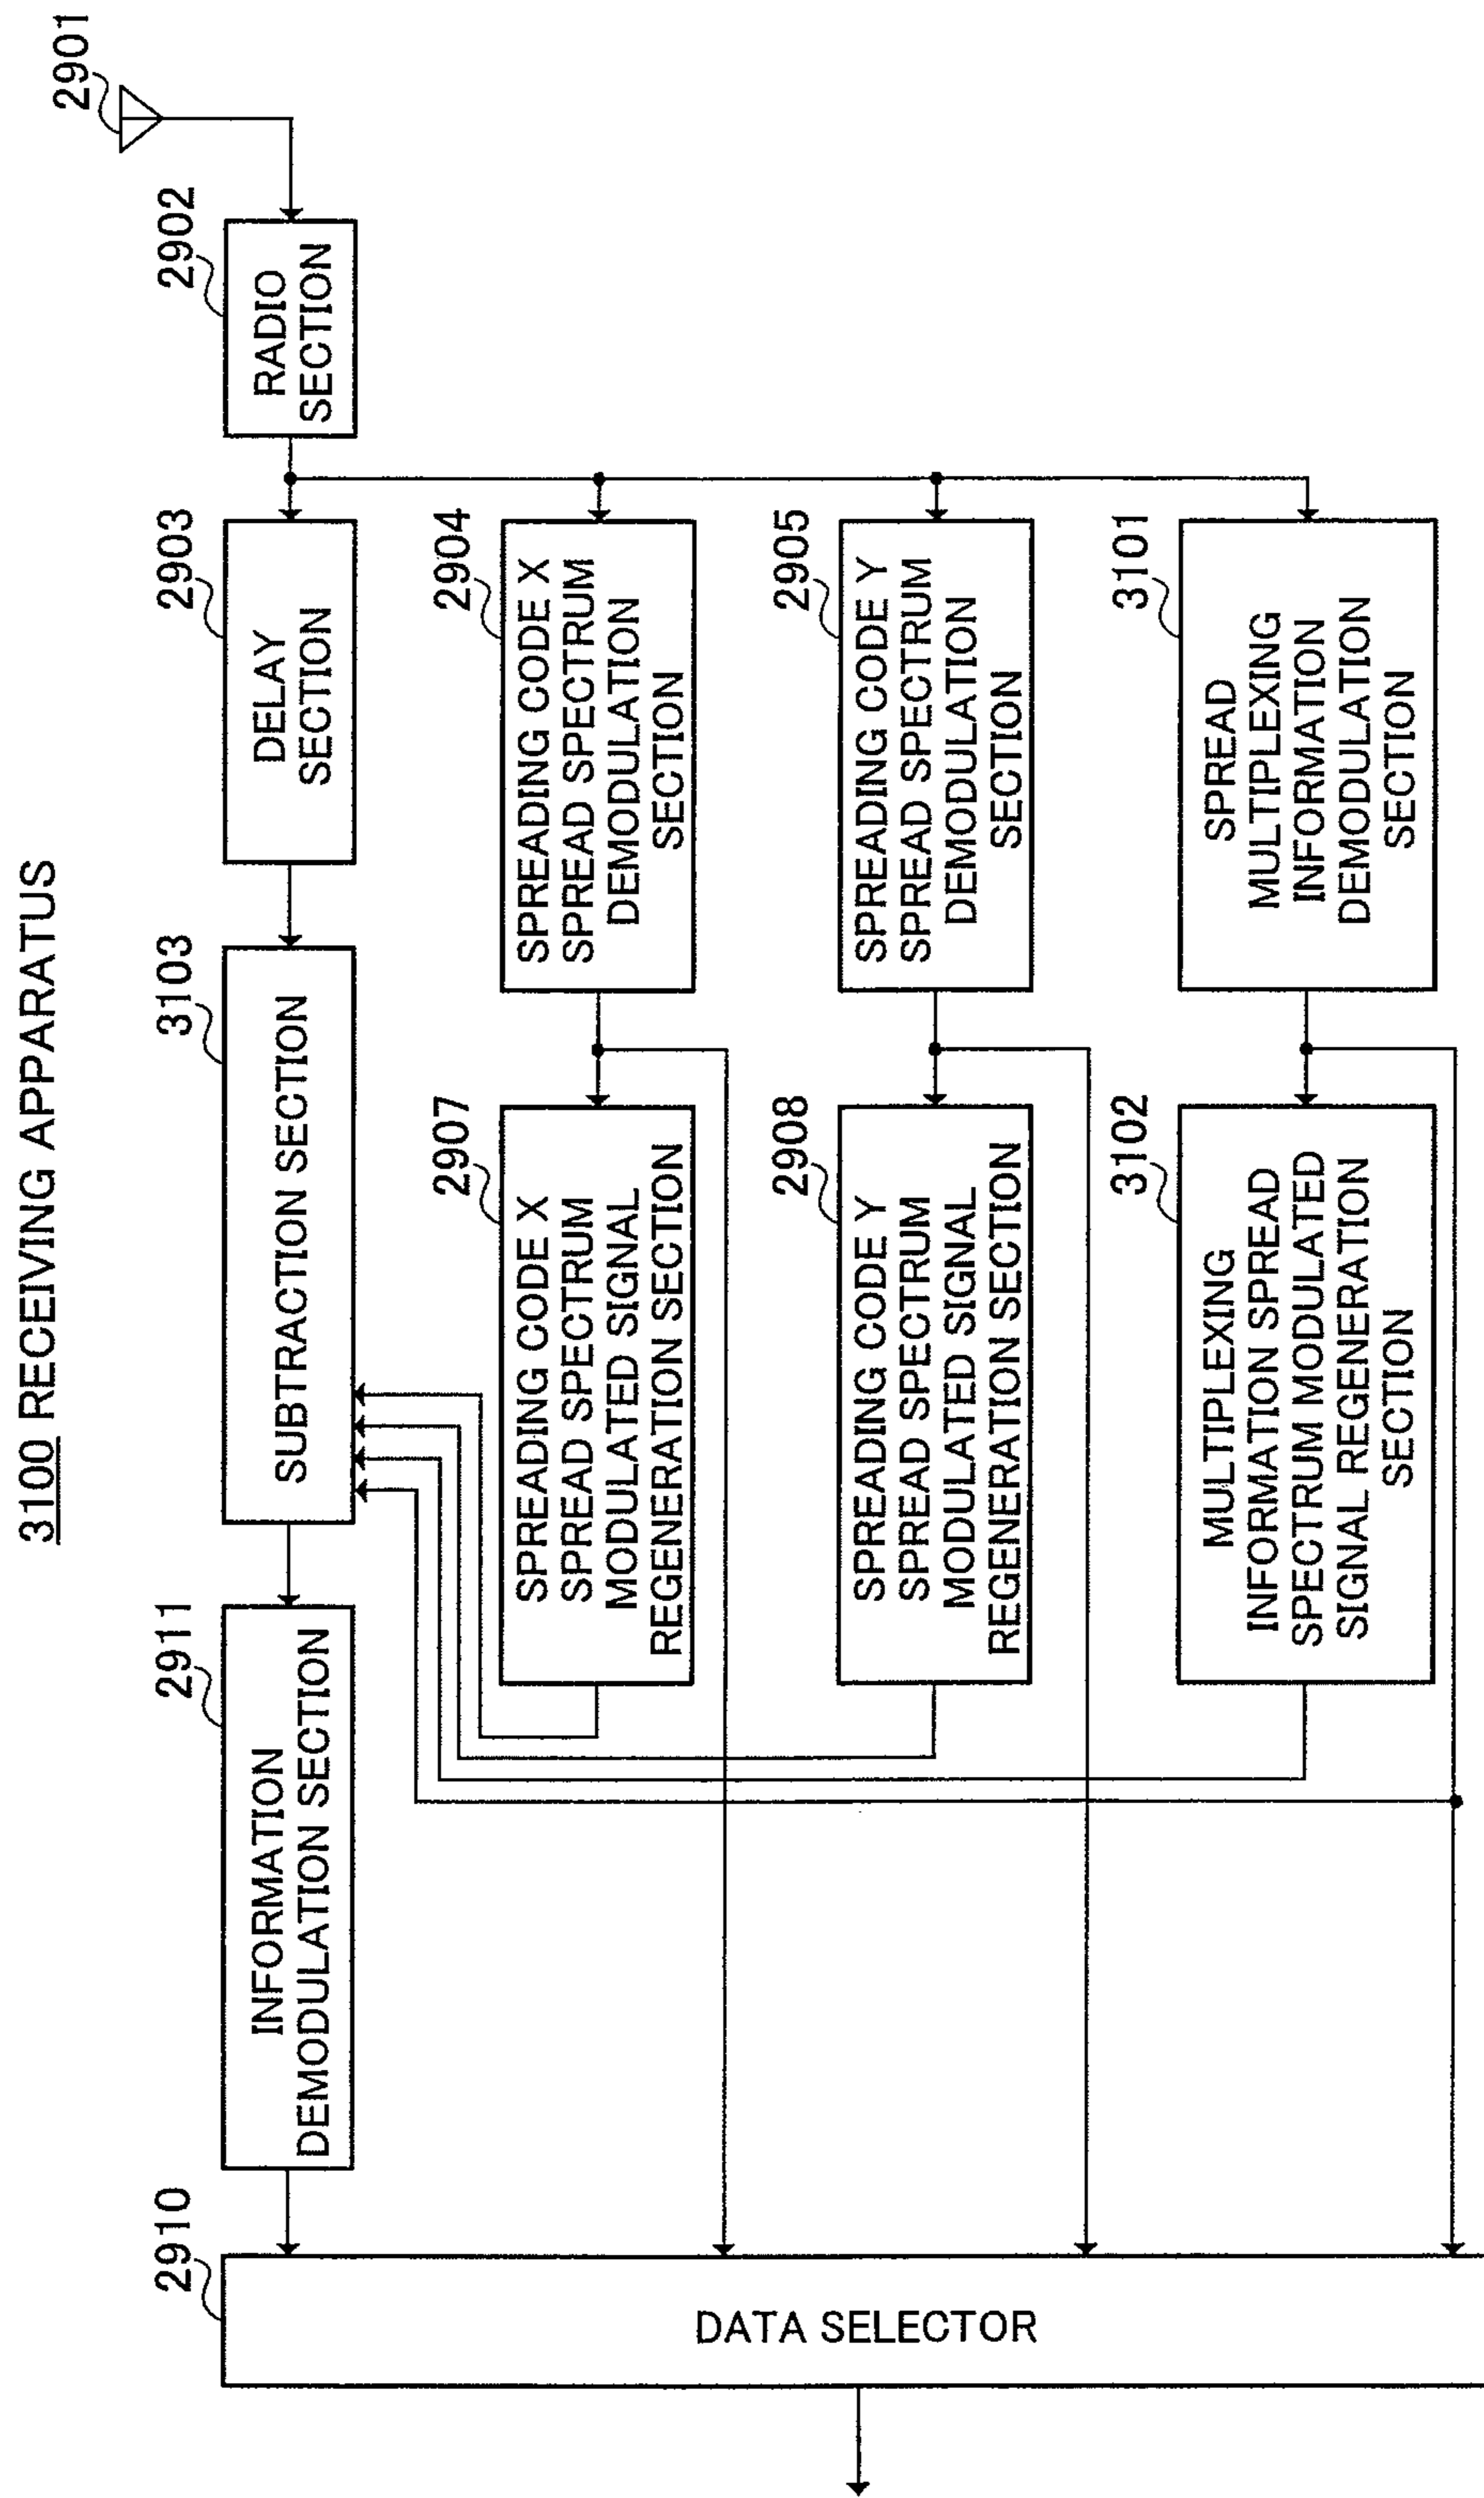 3100 RECEIVING APPARATUS
2901
2902
RADIO
SECTION
2903
DELAY
SECTION
3103
SUBTRACTION SECTION
2911
INFORMATION
DEMODULATION SECTION
2910
DATA SELECTOR
2904
SPREADING CODE X
SPREAD SPECTRUM
DEMODULATION
SECTION
2907
SPREADING CODE X
SPREAD SPECTRUM
MODULATED SIGNAL
REGENERATION SECTION
2905
SPREADING CODE Y
SPREAD SPECTRUM
DEMODULATION
SECTION
2908
SPREADING CODE Y
SPREAD SPECTRUM
MODULATED SIGNAL
REGENERATION SECTION
3101
SPREAD
MULTIPLEXING
INFORMATION
DEMODULATION
SECTION
3102
MULTIPLEXING
INFORMATION SPREAD
SPECTRUM MODULATED
SIGNAL REGENERATION
SECTION